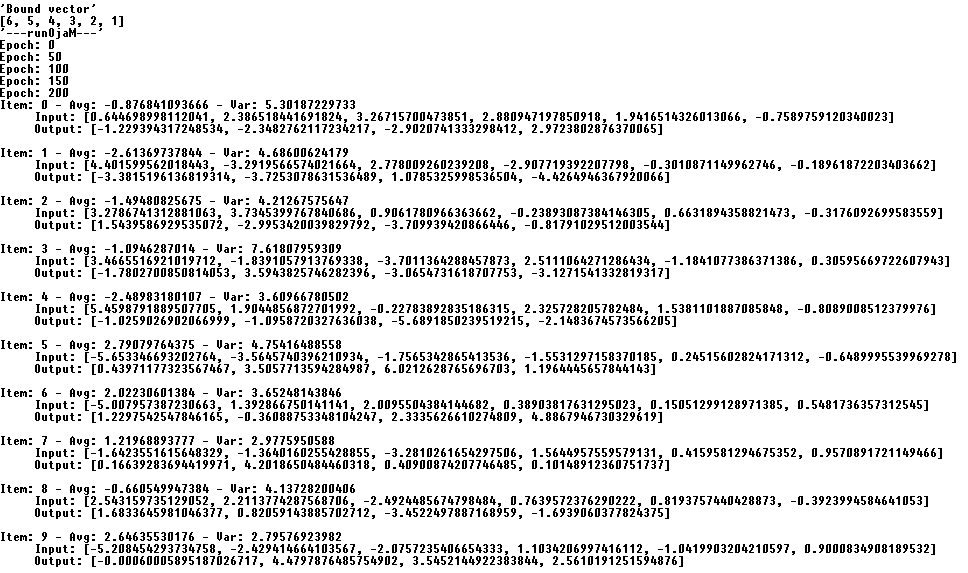 'Bound vector'
[6, 5, 4, 3, 2, 1]
'---runOjaM---'
Epoch: 0
Epoch: 50
Epoch: 100
Epoch: 150
Epoch: 200
Item: 0 - Avg: -0.876841093666 - Var: 5.30187229733
Input: [0.644698998112041, 2.386518441691824, 3.26715700473851, 2.880947197850918, 1.9416514326013066, -0.7589759120340023]
Output: [-1.229394317248534, -2.3482762117234217, -2.9020741333298412, 2.9723802876370065]
Item: 1 - Avg: -2.61369737844 - Var: 4.68600624179
Input: [4.401599562018443, -3.2919566574021664, 2.778009260239208, -2.907719392207798, -0.3010871149962746, -0.18961872203403662]
Output: [-3.3815196136819314, -3.7253078631536489, 1.0785325998536504, -4.4264946367920066]
Item: 2 - Avg: -1.49480825675 - Var: 4.21267575647
Input: [3.2786741312881063, 3.7345399767840686, 0.9061780966363662, -0.23893087384146305, 0.6631894358821473, -0.3176092699583559]
Output: [1.5439586929535072, -2.9953420039829792, -3.709939420866446, -0.81791029512003544]
Item: 3 - Avg: -1.0946287014 - Var: 7.61807959309
Input: [3.4665516921019712, -1.8391057913769338, -3.7011364288457873, 2.5111064271286434, -1.1841077386371386, 0.30595669722607943]
Output: [-1.7802700850814053, 3.5943825746282396, -3.0654731618707753, -3.1271541332819317]
Item: 4 - Avg: -2.48983180107 - Var: 3.60966780502
Input: [5.4598791889507705, 1.9044856872701992, -0.22783892835186315, 2.325728205782484, 1.5381101887085848, -0.8089008512379976]
Output: [-1.0259026902066999, -1.0958720327636038, -5.6891850239519215, -2.1483674573566205]
Item: 5 - Avg: 2.79079764375 - Var: 4.75416488558
Input: [-5.653346693202764, -3.5645740396210934, -1.7565342865413536, -1.5531297158370185, 0.24515602824171312, -0.6489995539969278]
Output: [0.43971177323567467, 3.5057713594284987, 6.0212628765696703, 1.1964445657844143]
Item: 6 - Avg: 2.02230601384 - Var: 3.65248143846
Input: [-5.007957387230663, 1.392866750141141, 2.0095504384144682, 0.38903817631295023, 0.15051299128971385, 0.5481736357312545]
Output: [1.2297542547846165, -0.36088753348104247, 2.3335626610274809, 4.8867946730329619]
Item: 7 - Avg: 1.21968893777 - Var: 2.9775950588
Input: [-1.6423551615648329, -1.3640160255428855, -3.2810261654297506, 1.5644957559579131, 0.4159581294675352, 0.9570891721149466]
Output: [0.16639283694419971, 4.2018650484460318, 0.40900874207746485, 0.10148912360751737]
Item: 8 - Avg: -0.660549947384 - Var: 4.13728200406
Input: [2.543159735129052, 2.2113774287568706, -2.4924485674798484, 0.7639572376290222, 0.8193757440428873, -0.3923994584641053]
Output: [1.6833645981046377, 0.82059143885702712, -3.4522497887168959, -1.6939060377824375]
Item: 9 - Avg: 2.64635530176 - Var: 2.79576923982
Input: [-5.208454293734758, -2.429414664103567, -2.0757235406654333, 1.1034206997416112, -1.0419903204210597, 0.9000834908189532]
Output: [-0.00060005895187026717, 4.4797876485754902, 3.5452144922383844, 2.5610191251594876]